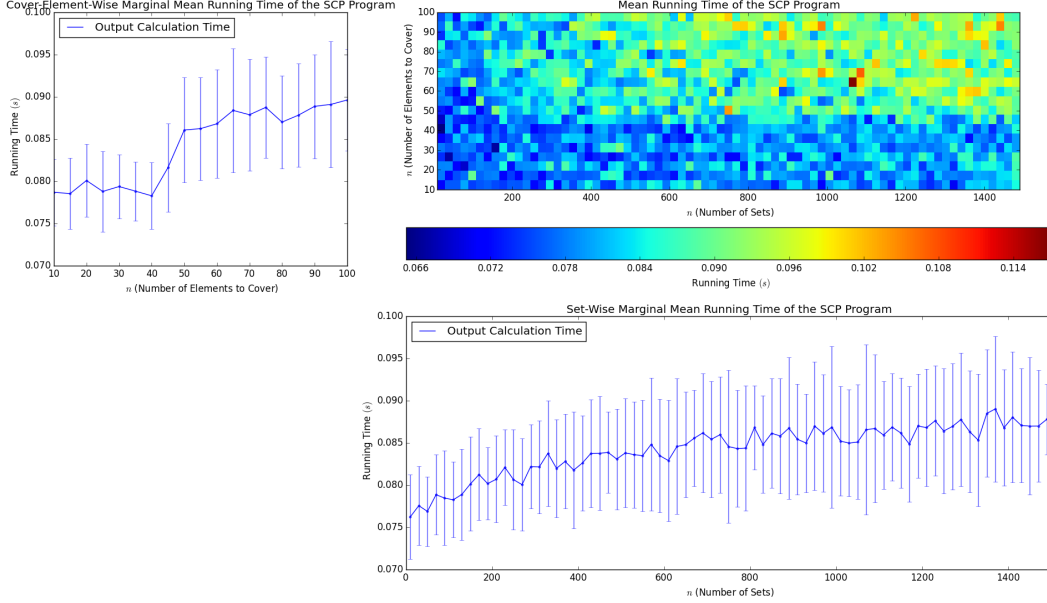 Cover-Element-Wise Marginal Mean Running Time of the SCP Program
0.100
0.095
0.090
0.085
0.080
0.075
0.070
Running Time (s)
Output Calculation Time
10 20 30 40 50 60 70 80 90 100
n (Number of Elements to Cover)
Mean Running Time of the SCP Program
100
90
80
70
60
50
40
30
20
10
n (Number of Elements to Cover)
200 400 600 800 1000 1200 1400
n (Number of Sets)
0.066 0.072 0.078 0.084 0.090 0.096 0.102 0.108 0.114
Running Time (s)
Set-Wise Marginal Mean Running Time of the SCP Program
0.100
0.095
0.090
0.085
0.080
0.075
0.070
Running Time (s)
Output Calculation Time
0 200 400 600 800 1000 1200 1400
n (Number of Sets)